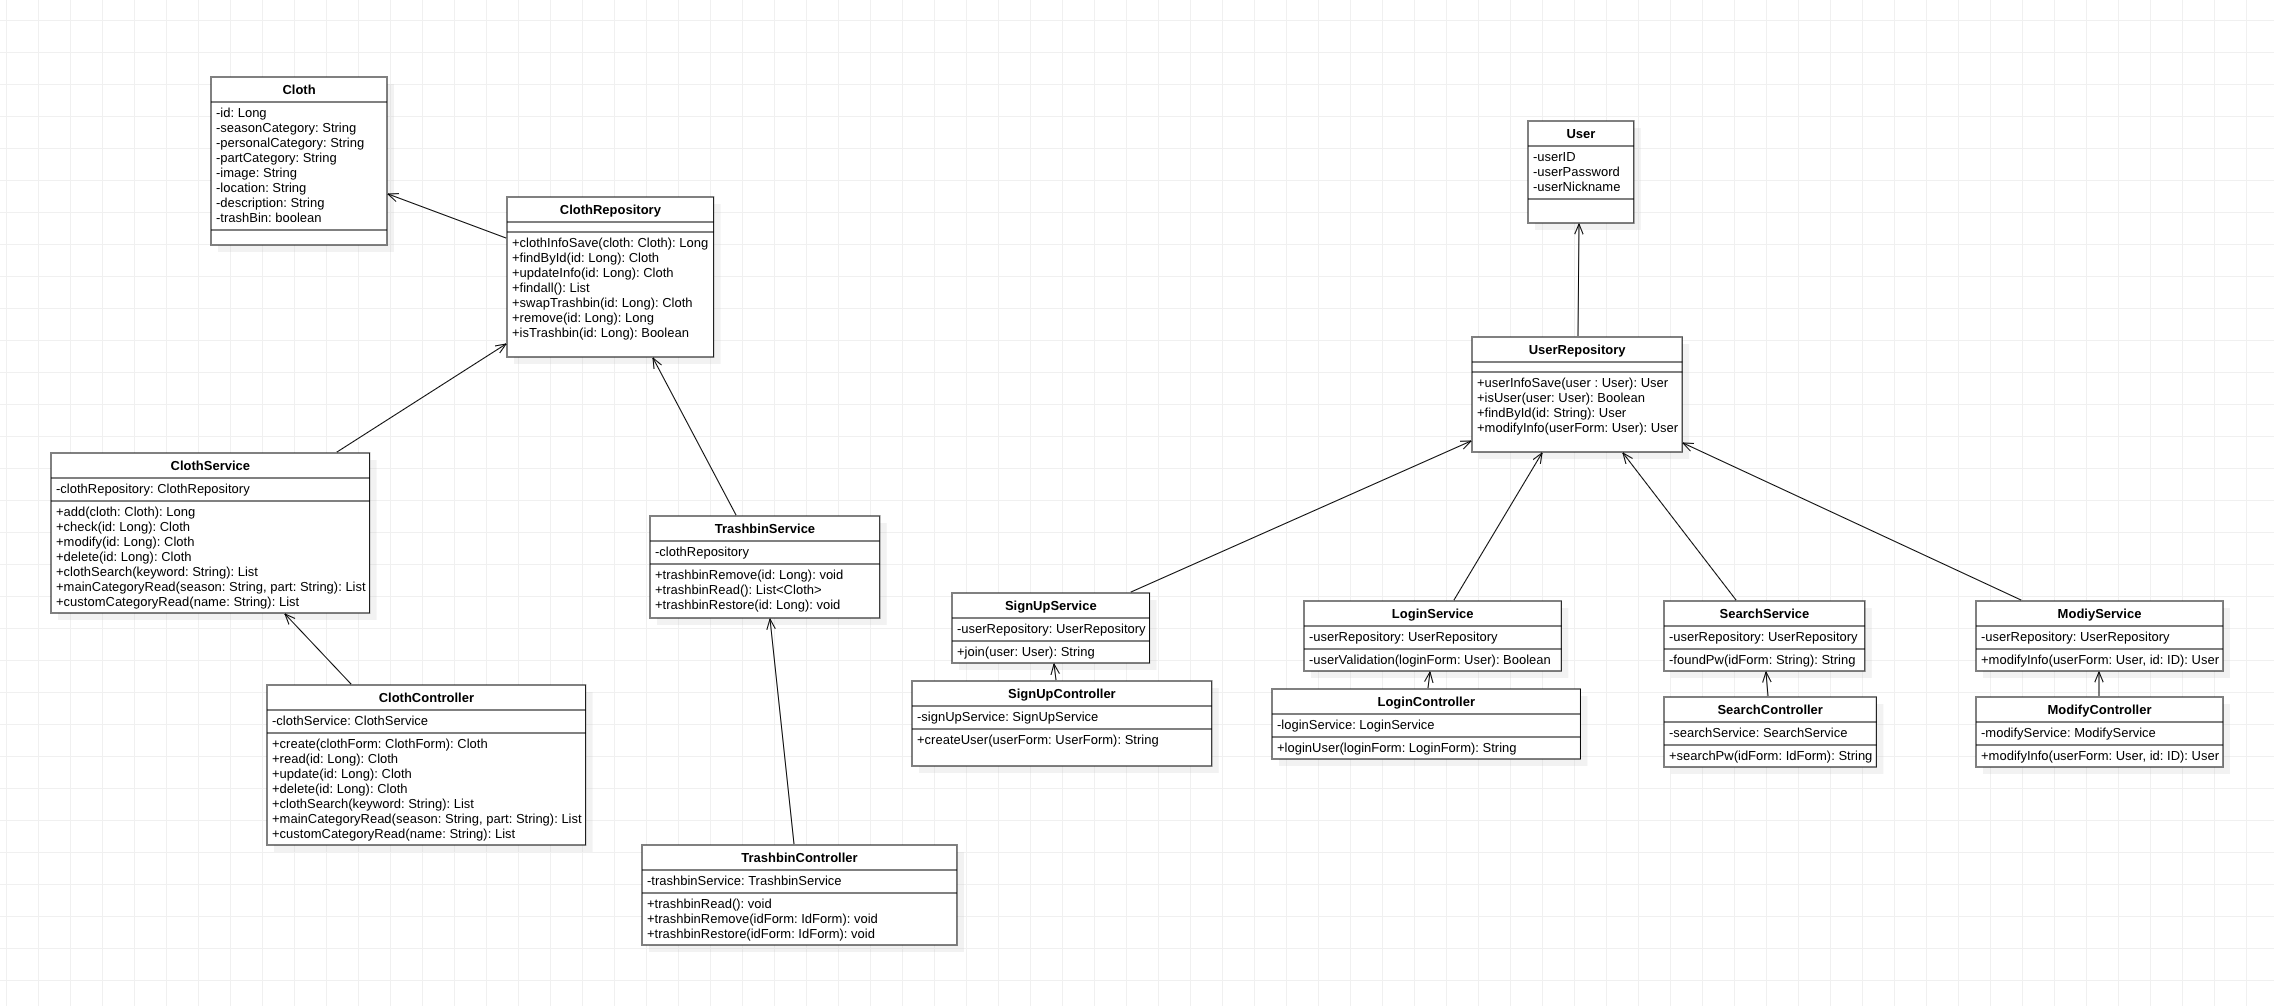 Cloth
-id: Long
-seasonCategory: String
-personalCategory: String
-partCategory: String
-image: String
-location: String
-description: String
-trashBin: boolean
ClothRepository
+clothInfoSave(cloth: Cloth): Long
+findById(id: Long): Cloth
+updateInfo(id: Long): Cloth
+findall(): List
+swapTrashbin(id: Long): Cloth
+remove(id: Long): Long
+isTrashbin(id: Long): Boolean
ClothService
-clothRepository: ClothRepository
+add(cloth: Cloth): Long
+check(id: Long): Cloth
+modify(id: Long): Cloth
+delete(id: Long): Cloth
+clothSearch(keyword: String): List
+mainCategoryRead(season: String, part: String): List
+customCategoryRead(name: String): List
TrashbinService
-clothRepository
+trashbinRemove(id: Long): void
+trashbinRead(): List<Cloth>
+trashbinRestore(id: Long): void
ClothController
-clothService: ClothService
+create(clothForm: ClothForm): Cloth
+read(id: Long): Cloth
+update(id: Long): Cloth
+delete(id: Long): Cloth
+clothSearch(keyword: String): List
+mainCategoryRead(season: String, part: String): List
+customCategoryRead(name: String): List
TrashbinController
-trashbinService: TrashbinService
+trashbinRead(): void
+trashbinRemove(idForm: IdForm): void
+trashbinRestore(idForm: IdForm): void
User
-userID
-userPassword
-userNickname
UserRepository
+userInfoSave(user : User): User
+isUser(user: User): Boolean
+findById(id: String): User
+modifyInfo(userForm: User): User
SignUpService
-userRepository: UserRepository
+join(user: User): String
SignUpController
-signUpService: SignUpService
+createUser(userForm: UserForm): String
LoginService
-userRepository: UserRepository
-userValidation(loginForm: User): Boolean
LoginController
-loginService: LoginService
+loginUser(loginForm: LoginForm): String
SearchService
-userRepository: UserRepository
-foundPw(idForm: String): String
SearchController
-searchService: SearchService
+searchPw(idForm: IdForm): String
ModiyService
-userRepository: UserRepository
+modifyInfo(userForm: User, id: ID): User
ModifyController
-modifyService: ModifyService
+modifyInfo(userForm: User, id: ID): User